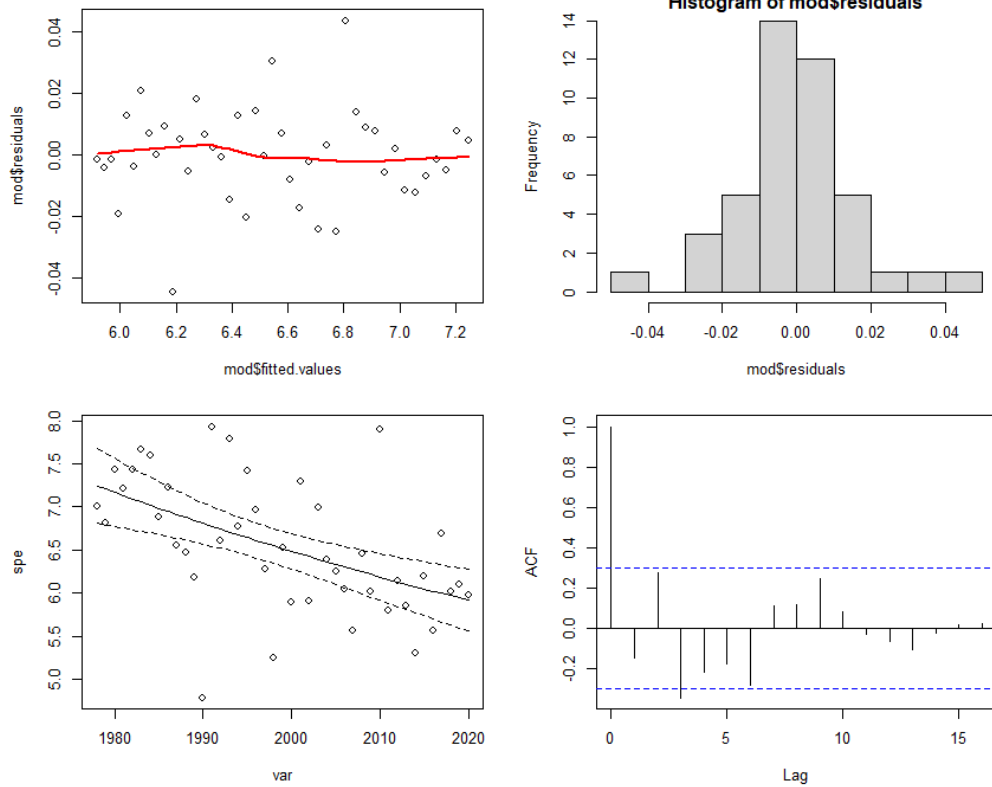 Histogram of mod$residuals
mod$residuals
0.04
0.02
0.00
-0.02
-0.04
6.0 6.2 6.4 6.6 6.8 7.0 7.2
mod$fitted.values
Frequency
14
12
10
8
6
4
2
0
-0.04 -0.02 0.00 0.02 0.04
mod$residuals
spe
8.0
7.5
7.0
6.5
6.0
5.5
5.0
1980 1990 2000 2010 2020
var
ACF
1.0
0.8
0.6
0.4
0.2
0.0
-0.2
0 5 10 15
Lag